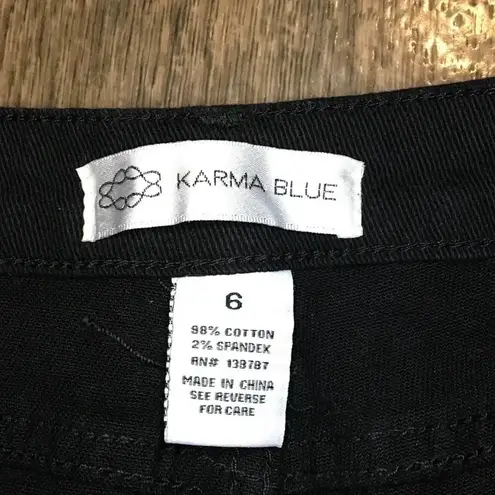 KARMA BLUE
6
98% COTTON
2% SPANDEX
RN# 138787
MADE IN CHINA
SEE REVERSE
FOR CARE